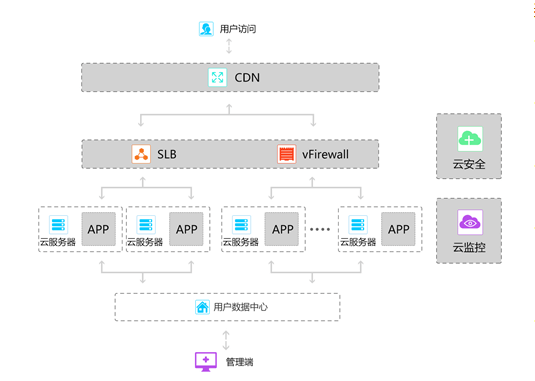 用户访问
CDN
SLB
vFirewall
云安全
云服务器
APP
云服务器
APP
云服务器
APP
云服务器
APP
云监控
用户数据中心
管理端